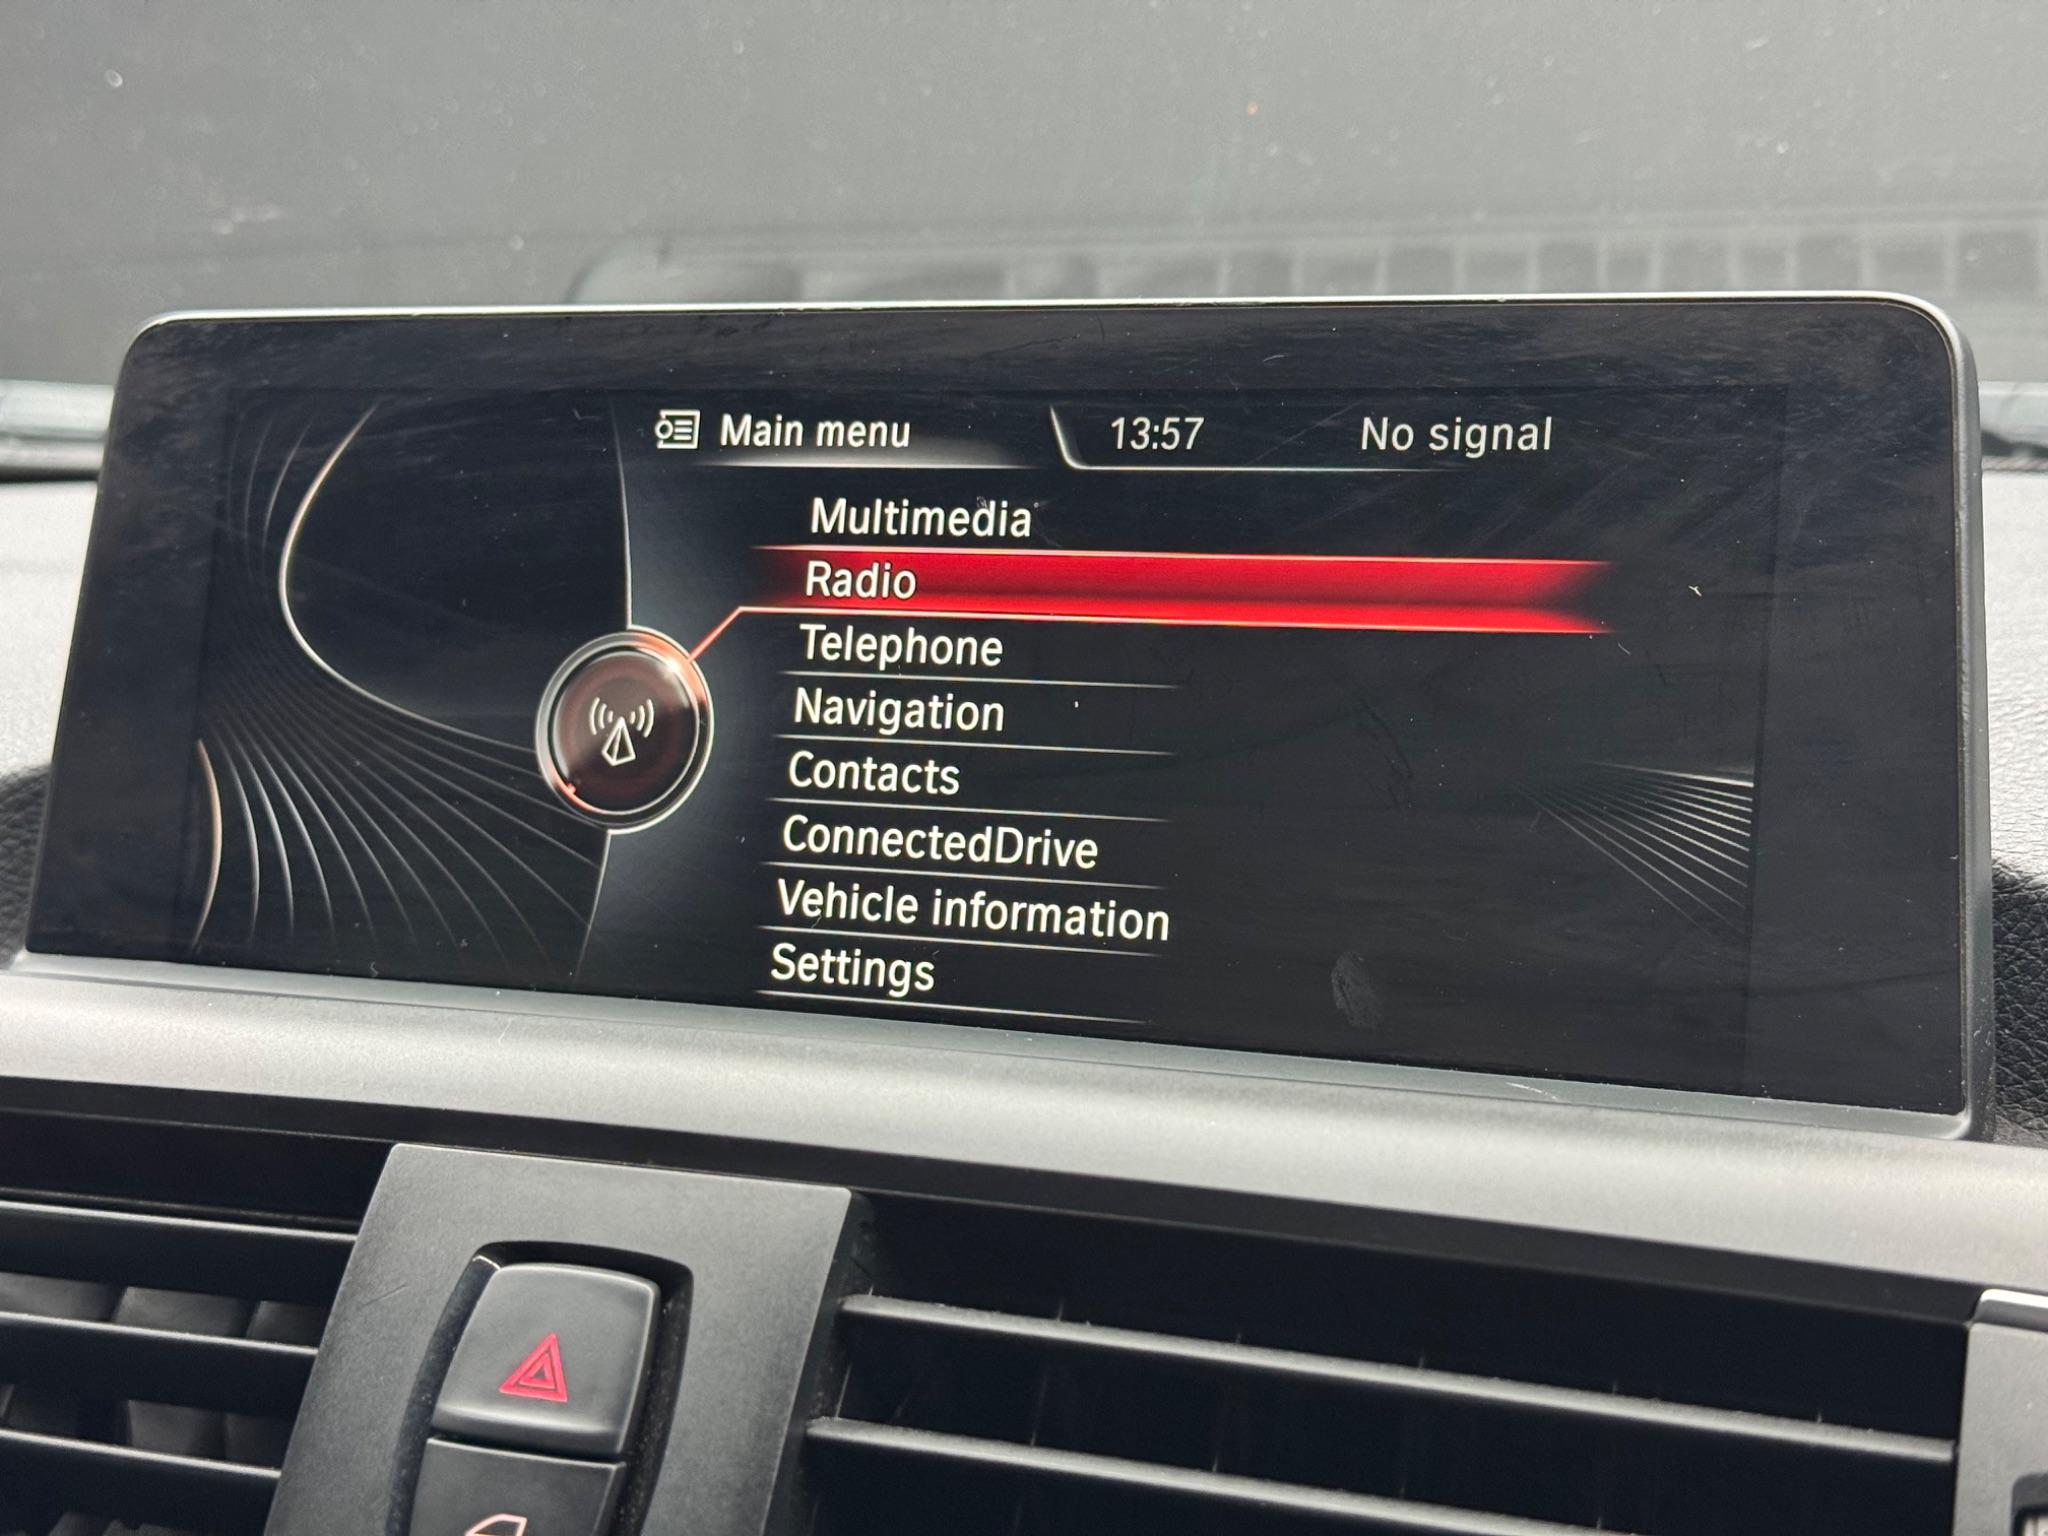 Main menu 13:57 No signal
Multimedia
Radio
Telephone
Navigation
Contacts
ConnectedDrive
Vehicle information
Settings